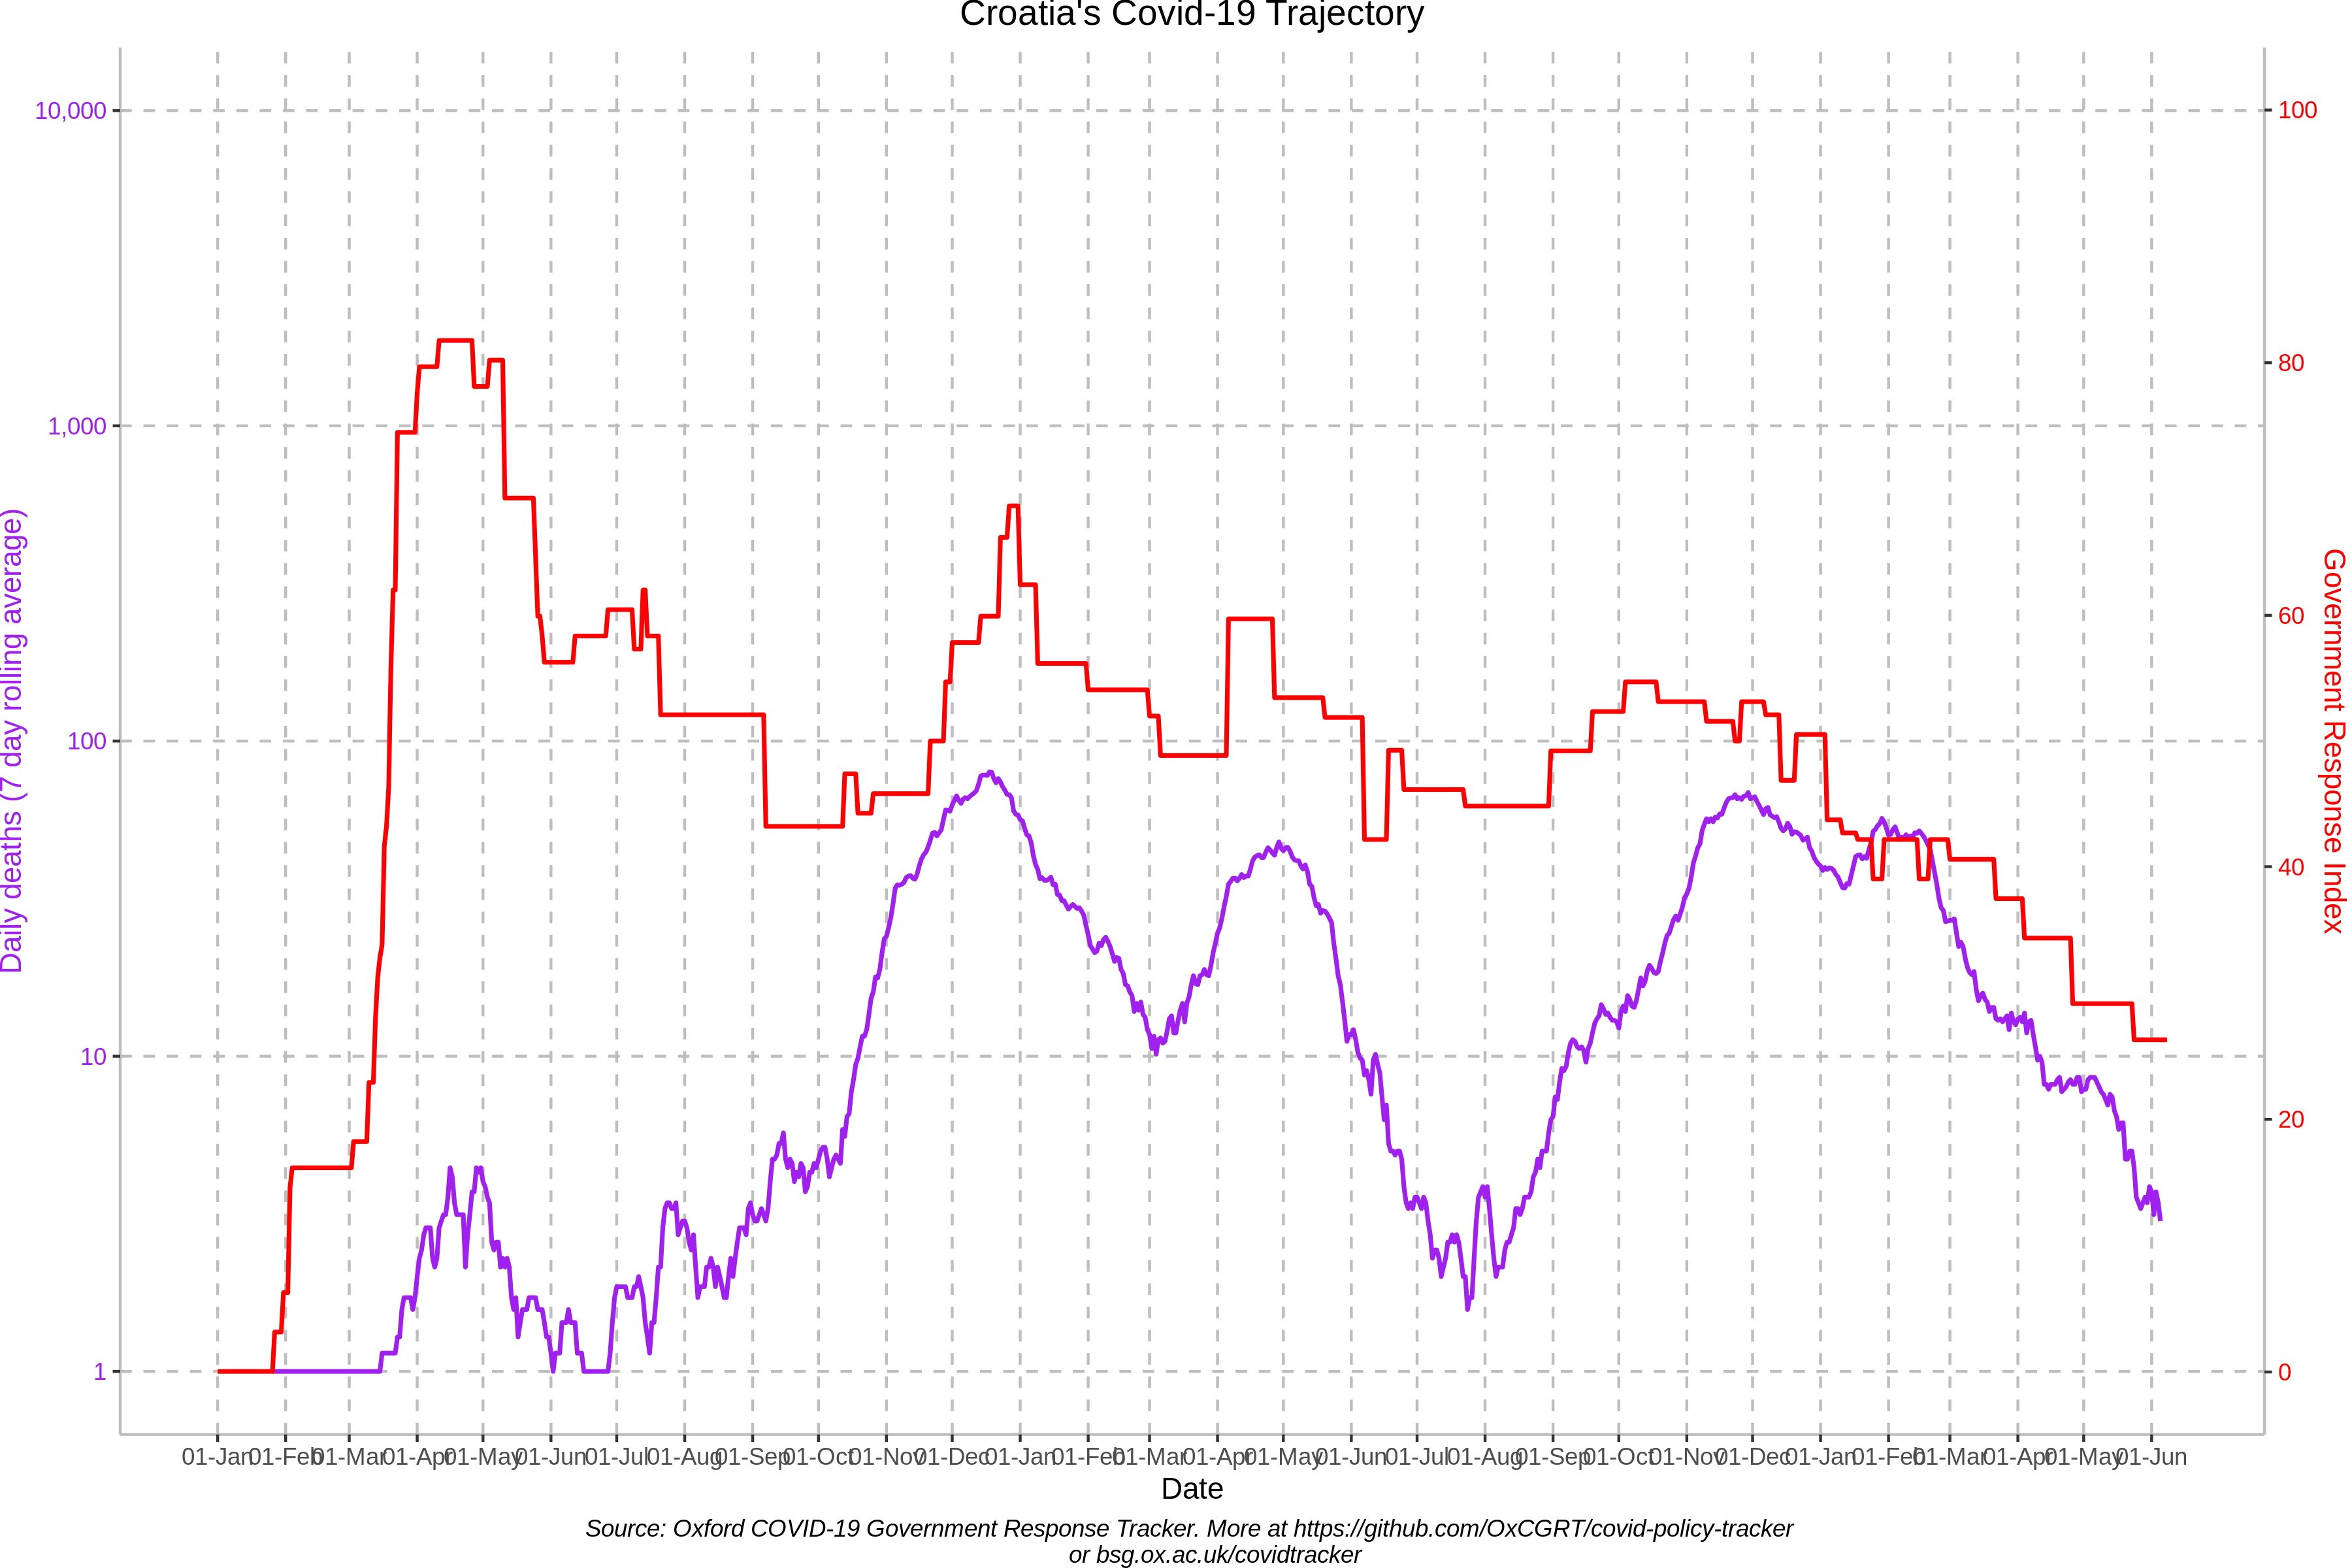 Croatia's Covid-19 Trajectory
10,000
1,000
100
10
1
Daily deaths (7 day rolling average)
100
80
60
40
20
0
Government Response Index
01-Jan 01-Feb 01-Mar 01-Apr 01-May 01-Jun 01-Jul 01-Aug 01-Sep 01-Oct 01-Nov 01-Dec 01-Jan 01-Feb 01-Mar 01-Apr 01-May 01-Jun 01-Jul 01-Aug 01-Sep 01-Oct 01-Nov 01-Dec 01-Jan 01-Feb 01-Mar 01-Apr 01-May 01-Jun
Date
Source: Oxford COVID-19 Government Response Tracker. More at https://github.com/OxCGRT/covid-policy-tracker
or bsg.ox.ac.uk/covidtracker